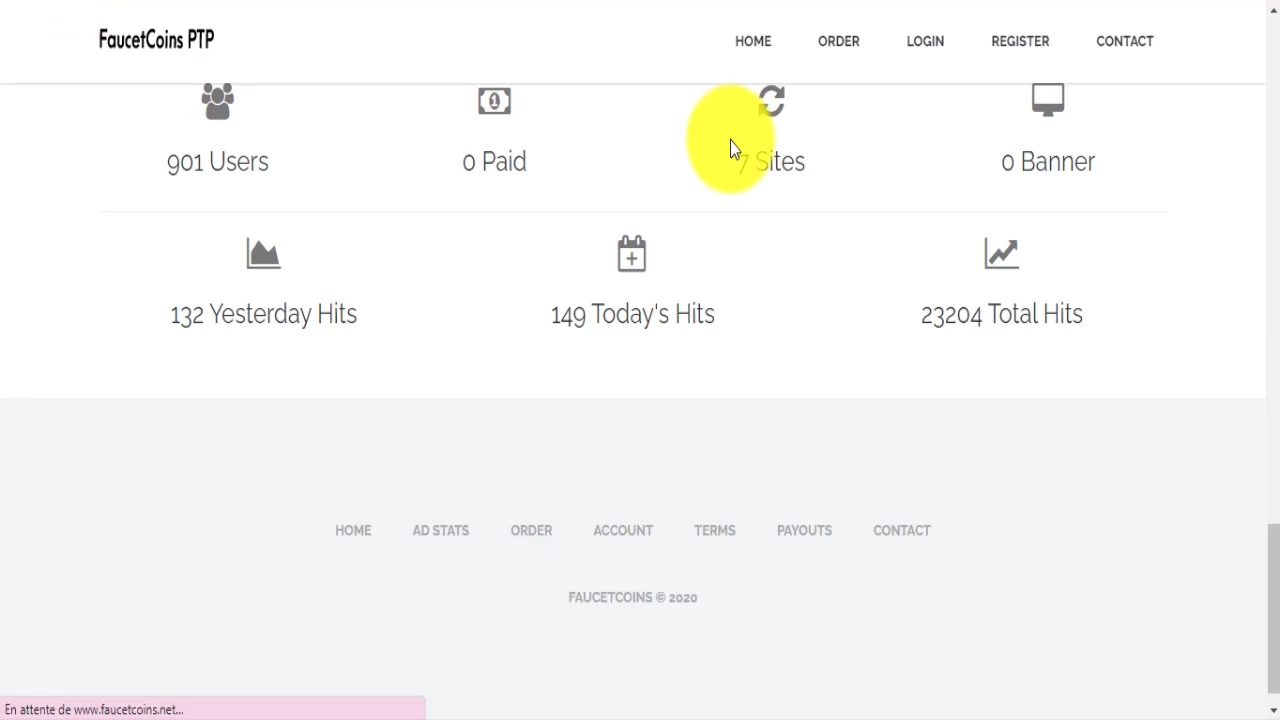 FaucetCoins PTP
HOME ORDER LOGIN REGISTER CONTACT
901 Users 0 Paid 7 Sites 0 Banner
132 Yesterday Hits 149 Today's Hits 23204 Total Hits
HOME AD STATS ORDER ACCOUNT TERMS PAYOUTS CONTACT
FAUCETCOINS © 2020
En attente de www.faucetcoins.net...